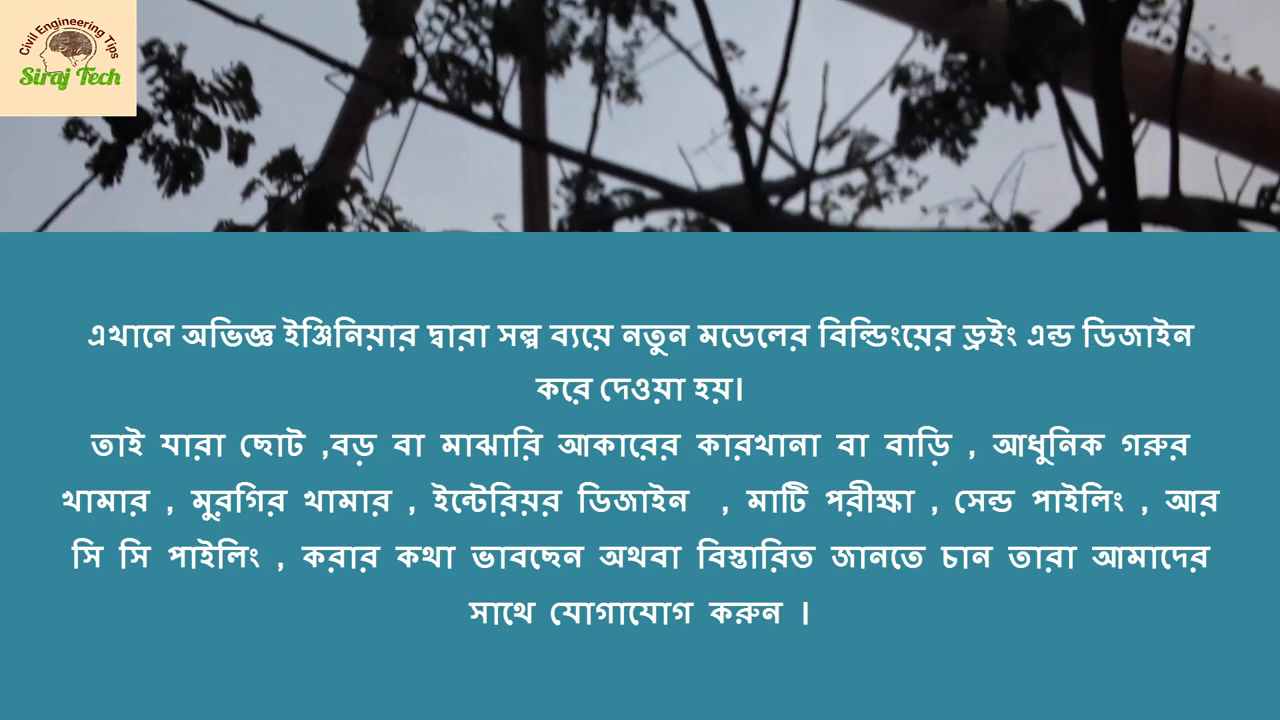 Civil Engineering Tips
Siraj Tech
এখানে অভিজ্ঞ ইঞ্জিনিয়ার দ্বারা সল্প ব্যয়ে নতুন মডেলের বিল্ডিংয়ের ড্রইং এন্ড ডিজাইন
করে দেওয়া হয়।
তাই যারা ছোট ,বড় বা মাঝারি আকারের কারখানা বা বাড়ি , আধুনিক গরুর
খামার , মুরগির খামার , ইন্টেরিয়র ডিজাইন , মাটি পরীক্ষা , সেন্ড পাইলিং , আর
সি সি পাইলিং , করার কথা ভাবছেন অথবা বিস্তারিত জানতে চান তারা আমাদের
সাথে যোগাযোগ করুন ।